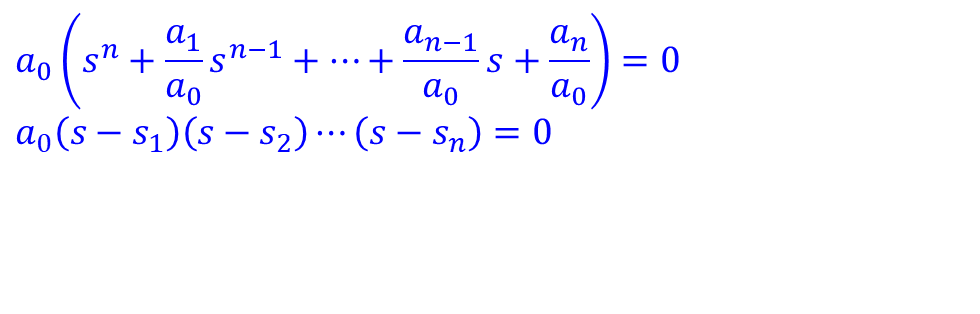 a₀(sⁿ + a₁/a₀ sⁿ⁻¹ + ⋯ + aₙ₋₁/a₀ s + aₙ/a₀) = 0
a₀(s − s₁)(s − s₂)⋯(s − sₙ) = 0